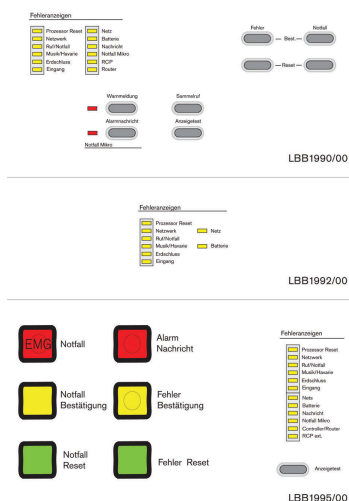 Fehleranzeigen
Prozessor Reset
Netzwerk
Ruf/Notfall
Musik/Havarie
Erdschluss
Eingang
Netz
Batterie
Nachricht
Notfall Mikro
RCP
Router
Fehler
Notfall
Best.
Reset
Warnmeldung
Sammelruf
Alarmnachricht
Anzeigetest
Notfall Mikro
LBB1990/00
Fehleranzeigen
Prozessor Reset
Netzwerk
Netz
Ruf/Notfall
Musik/Havarie
Batterie
Erdschluss
Eingang
LBB1992/00
EMG
Notfall
Alarm
Nachricht
Notfall
Bestätigung
Fehler
Bestätigung
Notfall
Reset
Fehler Reset
Fehleranzeigen
Prozessor Reset
Netzwerk
Ruf/Notfall
Musik/Havarie
Erdschluss
Eingang
Netz
Batterie
Nachricht
Notfall Mikro
Controller/Router
RCP ext.
Anzeigetest
LBB1995/00